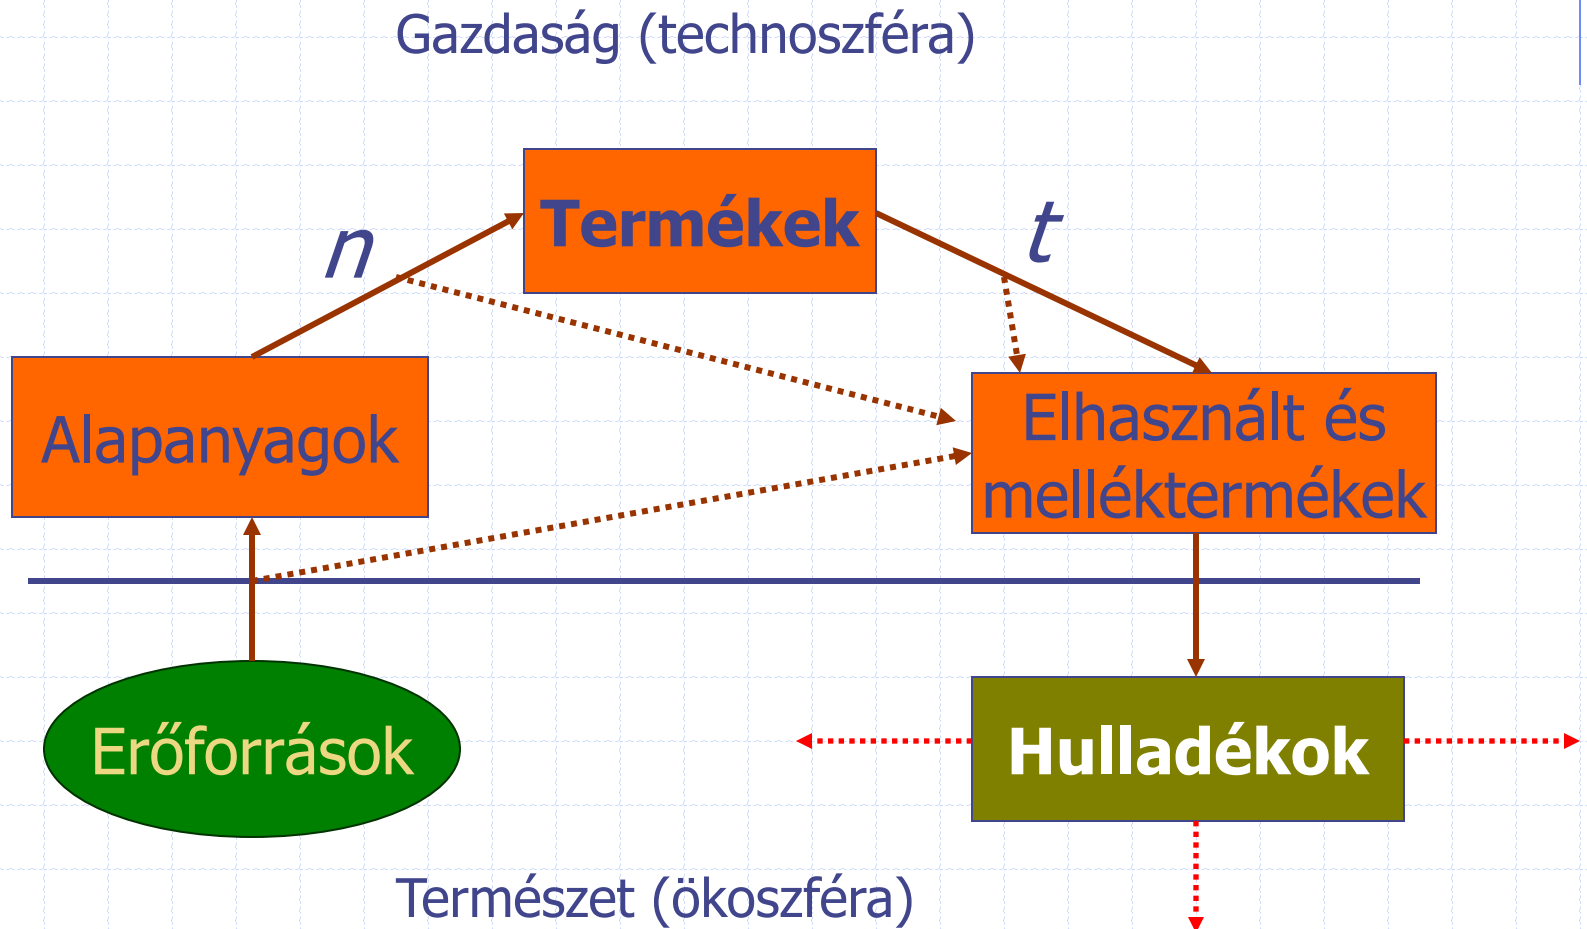 Gazdaság (technoszféra)
Termékek
n
t
Alapanyagok
Elhasznált és
melléktermékek
Erőforrások
Hulladékok
Természet (ökoszféra)